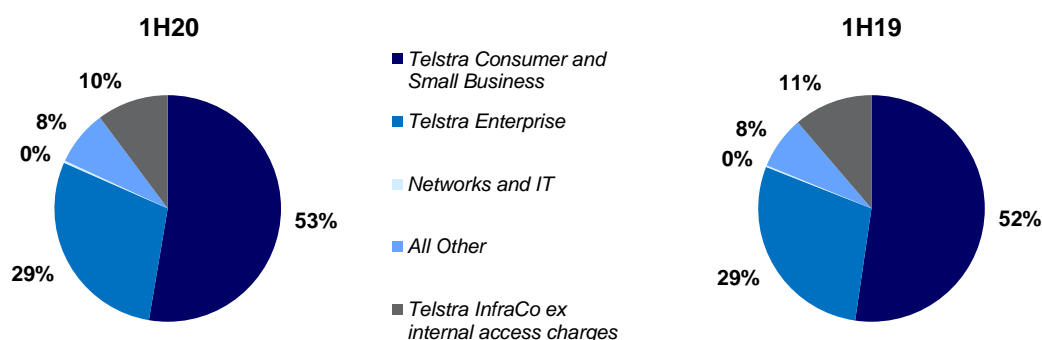 1H20
10%
8%
0%
29%
53%
Telstra Consumer and
Small Business
Telstra Enterprise
Networks and IT
All Other
Telstra InfraCo ex
internal access charges
1H19
11%
8%
0%
29%
52%